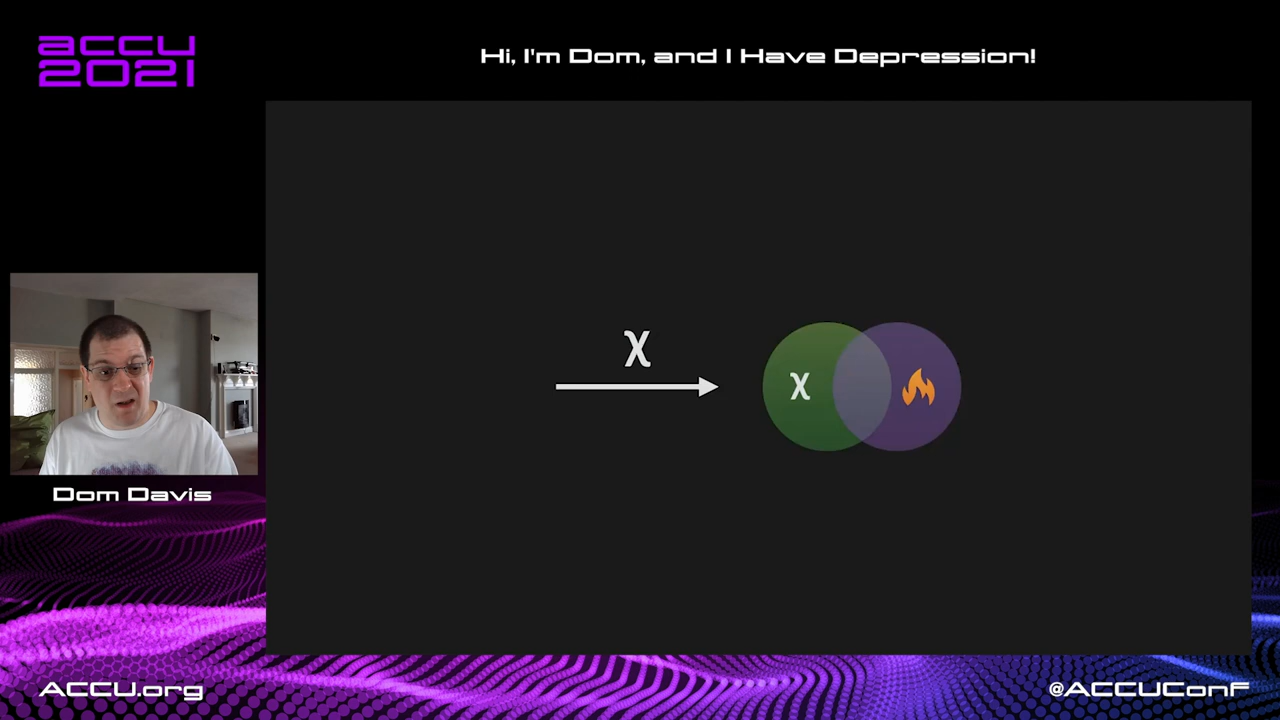 accu
2021
Hi, I'm Dom, and I Have Depression!
χ
χ
Dom Davis
ACCU.org
@ACCUConf